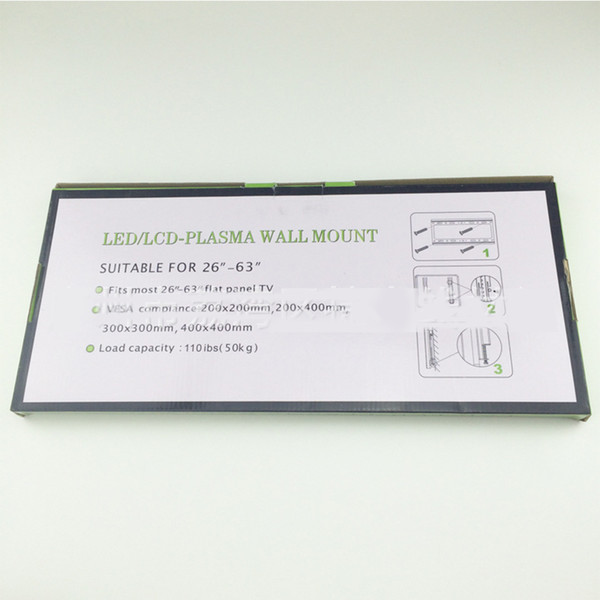 LED/LCD-PLASMA WALL MOUNT
SUITABLE FOR 26"-63"
Fits most 26"-63" flat panel TV
VESA compliance 200x200mm, 200x400mm,
300x300mm, 400x400mm
Load capacity : 110ibs (50kg)
1
2
3